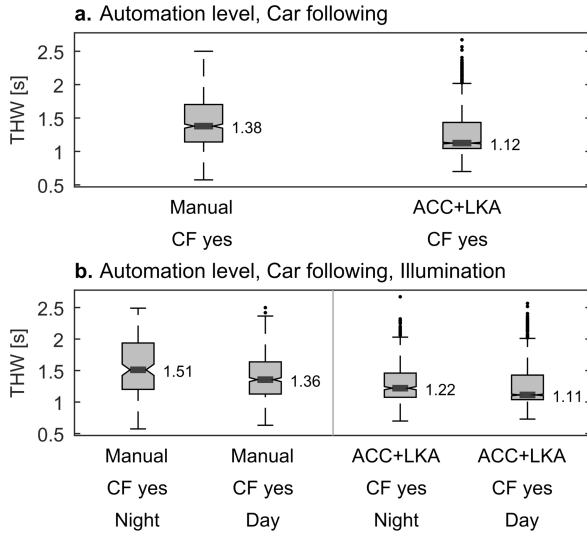 a. Automation level, Car following
THW [s]
2.5
2
1.5
1
0.5
1.38
1.12
Manual ACC+LKA
CF yes CF yes
b. Automation level, Car following, Illumination
THW [s]
2.5
2
1.5
1
0.5
1.51
1.36
1.22
1.11
Manual Manual ACC+LKA ACC+LKA
CF yes CF yes CF yes CF yes
Night Day Night Day